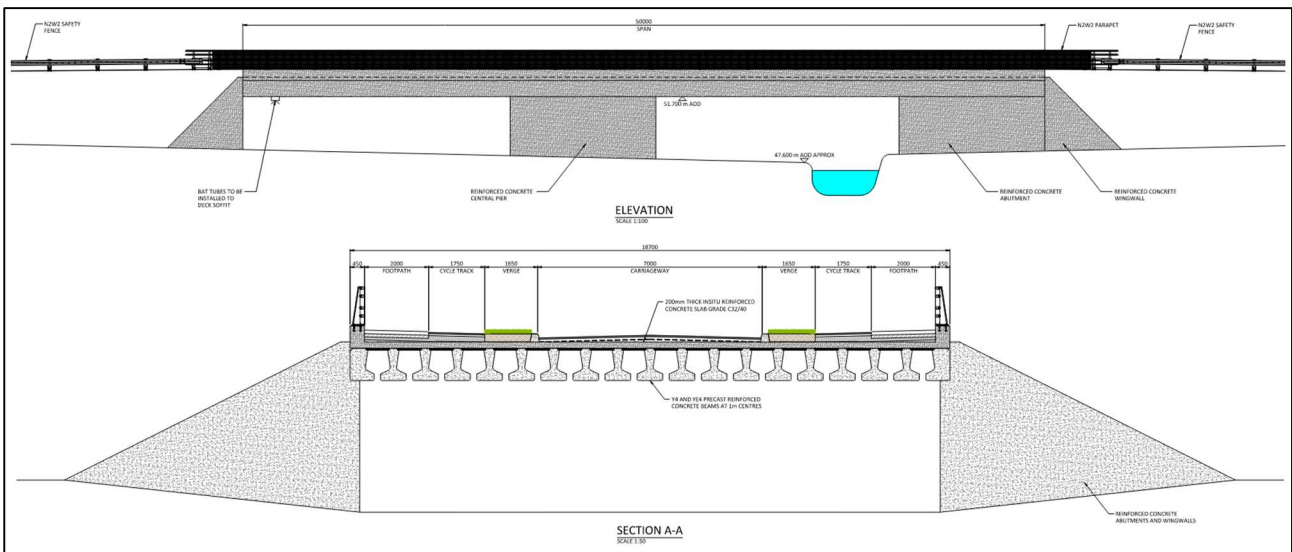 N2W2 SAFETY
FENCE
50000
SPAN
N2W2 PARAPET
N2W2 SAFETY
FENCE
51.700 m AOD
47.600 m AOD APPROX
BAT TUBES TO BE
INSTALLED TO
DECK SOFFIT
REINFORCED CONCRETE
CENTRAL PIER
REINFORCED CONCRETE
ABUTMENT
REINFORCED CONCRETE
WINGWALL
ELEVATION
SCALE 1:100
18700
450 2000 1750 1650 7000 1650 1750 2000 450
FOOTPATH CYCLE TRACK VERGE CARRIAGEWAY VERGE CYCLE TRACK FOOTPATH
200mm THICK INSITU REINFORCED
CONCRETE SLAB GRADE C32/40
Y4 AND YE4 PRECAST REINFORCED
CONCRETE BEAMS AT 1m CENTRES
REINFORCED CONCRETE
ABUTMENTS AND WINGWALLS
SECTION A-A
SCALE 1:50